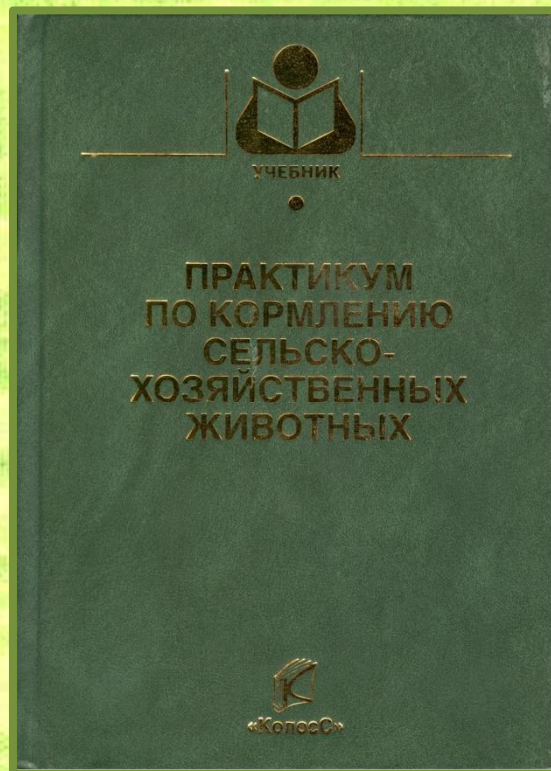 УЧЕБНИК
ПРАКТИКУМ
ПО КОРМЛЕНИЮ
СЕЛЬСКО-
ХОЗЯЙСТВЕННЫХ
ЖИВОТНЫХ
«КолосС»